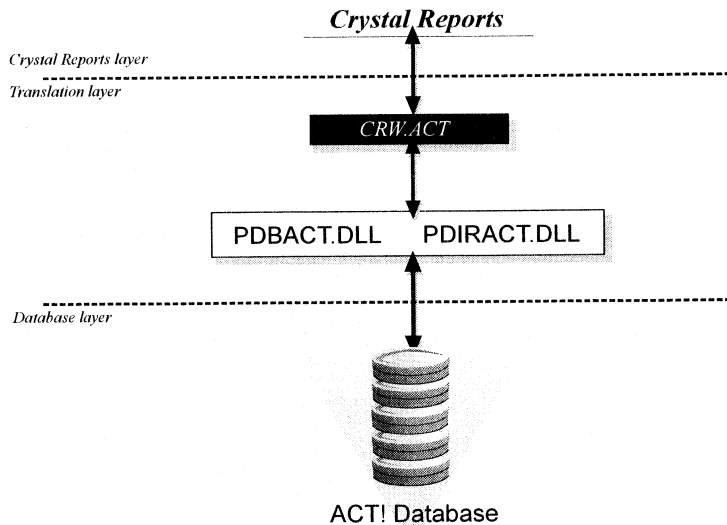 Crystal Reports
Crystal Reports layer
Translation layer
CRW.ACT
PDBACT.DLL PDIRACT.DLL
Database layer
ACT! Database